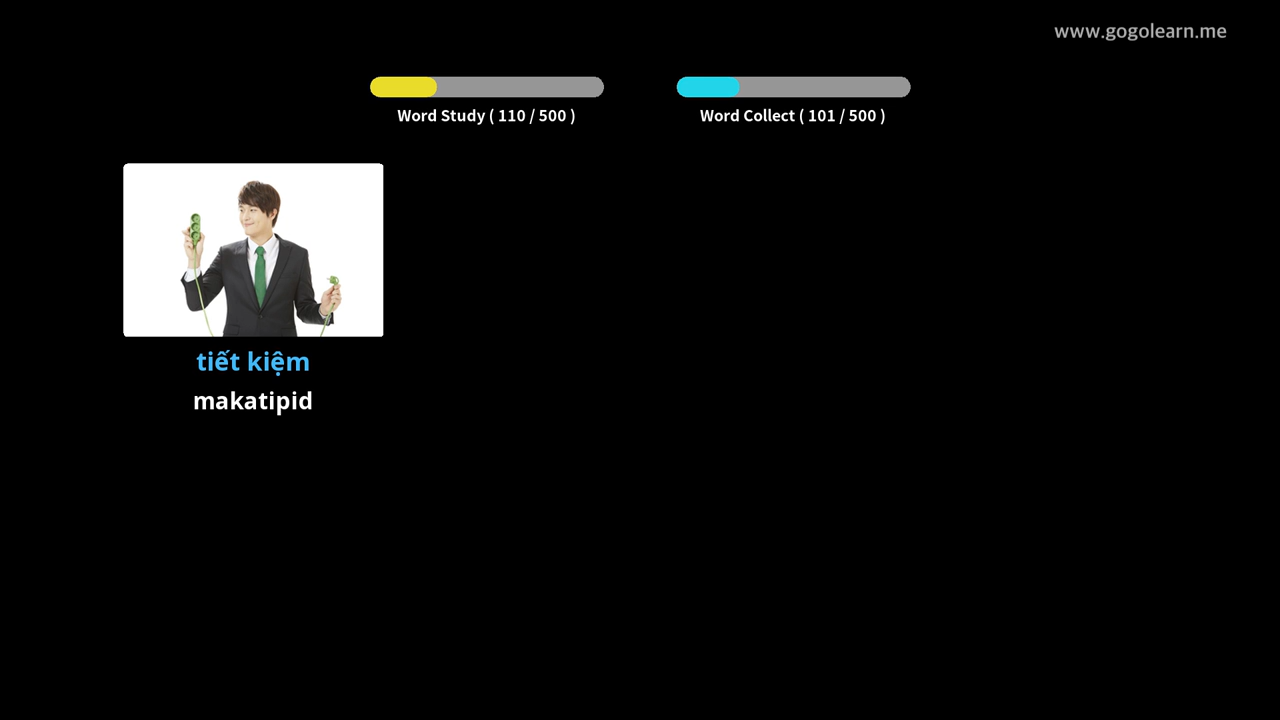 www.gogolearn.me
Word Study ( 110 / 500 )
Word Collect ( 101 / 500 )
tiết kiệm
makatipid